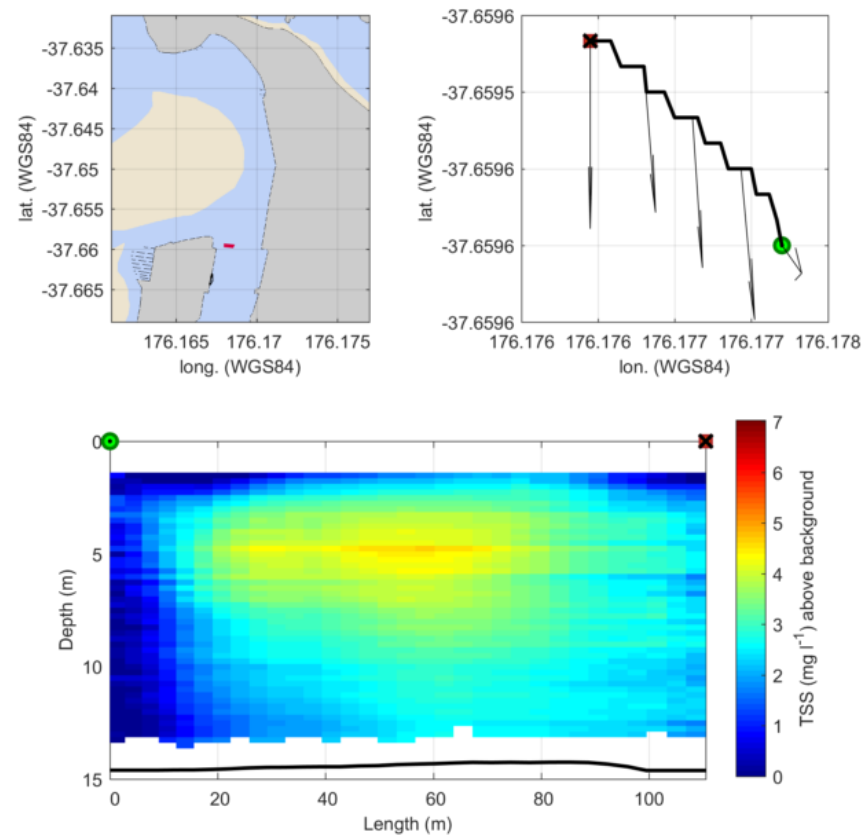 -37.635
-37.64
-37.645
-37.65
-37.655
-37.66
-37.665
lat. (WGS84)
176.165 176.17 176.175
long. (WGS84)
-37.6596
-37.6595
-37.6596
-37.6596
-37.6596
lat. (WGS84)
176.176 176.176 176.177 176.177 176.178
lon. (WGS84)
0
5
10
15
Depth (m)
0 20 40 60 80 100
Length (m)
7
6
5
4
3
2
1
0
TSS (mg l⁻¹) above background